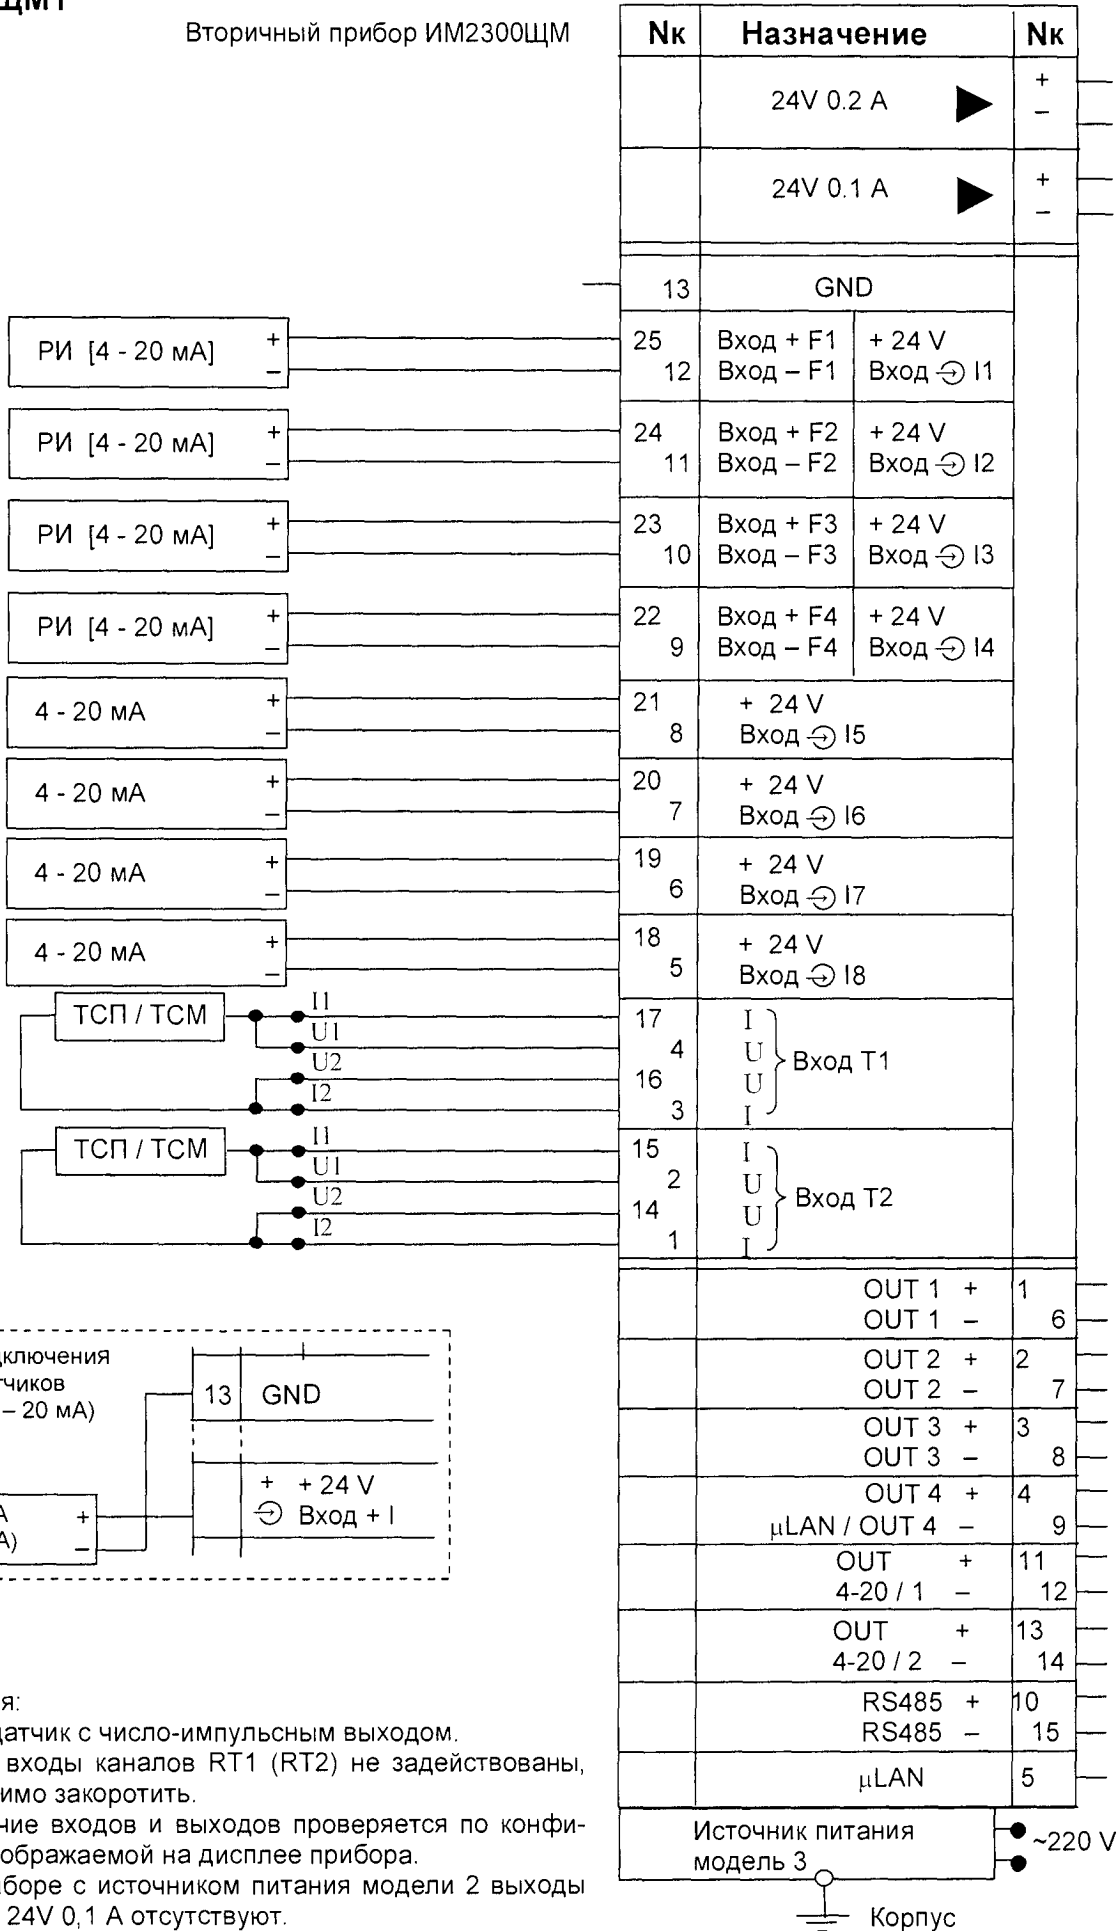 ЩМ1
Вторичный прибор ИМ2300ЩМ
Nк Назначение Nк
24V 0.2 A + –
24V 0.1 A + –
13 GND
РИ [4 - 20 мА] + – 25 12 Вход + F1 + 24 V
Вход – F1 Вход I1
РИ [4 - 20 мА] + – 24 11 Вход + F2 + 24 V
Вход – F2 Вход I2
РИ [4 - 20 мА] + – 23 10 Вход + F3 + 24 V
Вход – F3 Вход I3
РИ [4 - 20 мА] + – 22 9 Вход + F4 + 24 V
Вход – F4 Вход I4
4 - 20 мА + – 21 8 + 24 V
Вход I5
4 - 20 мА + – 20 7 + 24 V
Вход I6
4 - 20 мА + – 19 6 + 24 V
Вход I7
4 - 20 мА + – 18 5 + 24 V
Вход I8
ТСП / ТСМ I1 17 I
U1 4 U
Вход Т1
U2 16 U
I2 3 I
ТСП / ТСМ I1 15 I
U1 2 U
Вход Т2
U2 14 U
I2 1 I
OUT 1 + 1
OUT 1 – 6
OUT 2 + 2
OUT 2 – 7
OUT 3 + 3
OUT 3 – 8
OUT 4 + 4
µLAN / OUT 4 – 9
OUT + 11
4-20 / 1 – 12
OUT + 13
4-20 / 2 – 14
RS485 + 10
RS485 – 15
µLAN 5
Источник питания
модель 3
~220 V
Корпус
ключения
чиков
– 20 мА)
13 GND
+ + 24 V
Вход + I
А +
А) –
я:
датчик с число-импульсным выходом.
входы каналов RT1 (RT2) не задействованы,
имо закоротить.
ние входов и выходов проверяется по конфи-
ображаемой на дисплее прибора.
боре с источником питания модели 2 выходы
24V 0,1 А отсутствуют.